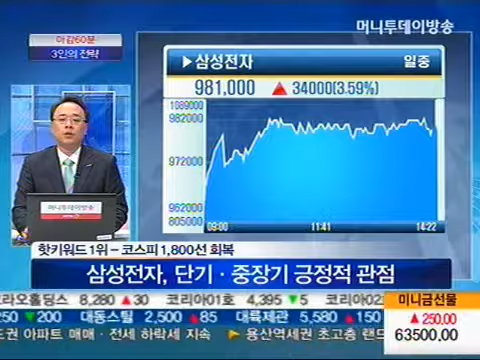 머니투데이방송
마감60분
3인의 전략
▶삼성전자 일중
981,000 ▲ 34000(3.59%)
1089000
982000
972000
962000
805000
09:00 11:41 14:22
머니투데이방송
핫키워드 1위 – 코스피 1,800선 회복
삼성전자, 단기 · 중장기 긍정적 관점
라오홀딩스 8,280 ▲30 코리아01호 4,395 ▼5 코리아02
250 ▼200 대동스틸 2,500 ▲85 대륙제관 5,580 ▲150
도권 아파트 매매 · 전세 하락세 지속 ▶ 용산역세권 초고층 랜드
미니금선물
▲ 250,00
63500.00